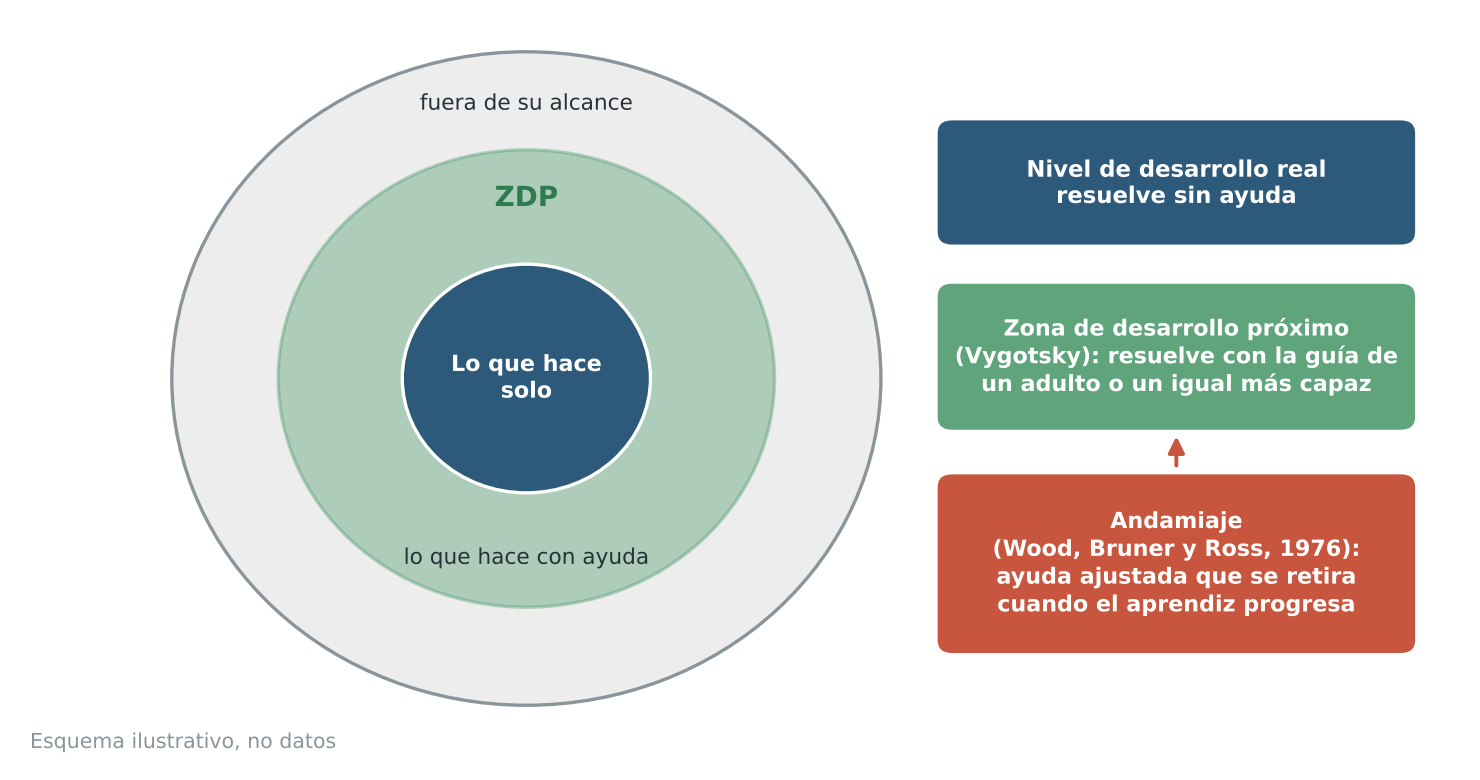 fuera de su alcance
ZDP
Lo que hace
solo
lo que hace con ayuda
Nivel de desarrollo real
resuelve sin ayuda
Zona de desarrollo próximo
(Vygotsky): resuelve con la guía de
un adulto o un igual más capaz
Andamiaje
(Wood, Bruner y Ross, 1976):
ayuda ajustada que se retira
cuando el aprendiz progresa
Esquema ilustrativo, no datos